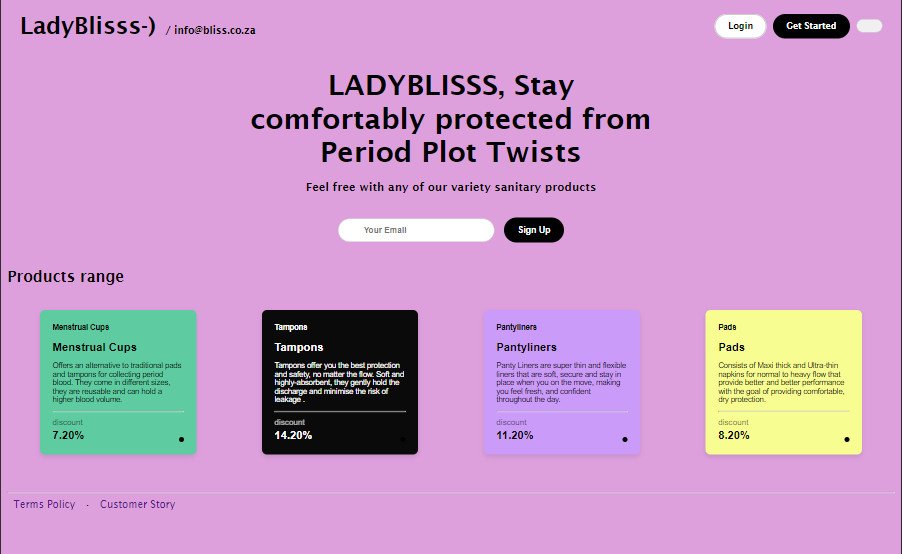 LadyBlisss-) / info@bliss.co.za
Login
Get Started
LADYBLISSS, Stay
comfortably protected from
Period Plot Twists
Feel free with any of our variety sanitary products
Your Email
Sign Up
Products range
Menstrual Cups
Menstrual Cups
Offers an alternative to traditional pads
and tampons for collecting period
blood. They come in different sizes,
they are reusable and can hold a
higher blood volume.
discount
7.20%
Tampons
Tampons
Tampons offer you the best protection
and safety, no matter the flow. Soft and
highly-absorbent, they gently hold the
discharge and minimise the risk of
leakage .
discount
14.20%
Pantyliners
Pantyliners
Panty Liners are super thin and flexible
liners that are soft, secure and stay in
place when you on the move, making
you feel fresh, and confident
throughout the day.
discount
11.20%
Pads
Pads
Consists of Maxi thick and Ultra-thin
napkins for normal to heavy flow that
provide better and better performance
with the goal of providing comfortable,
dry protection.
discount
8.20%
Terms Policy · Customer Story